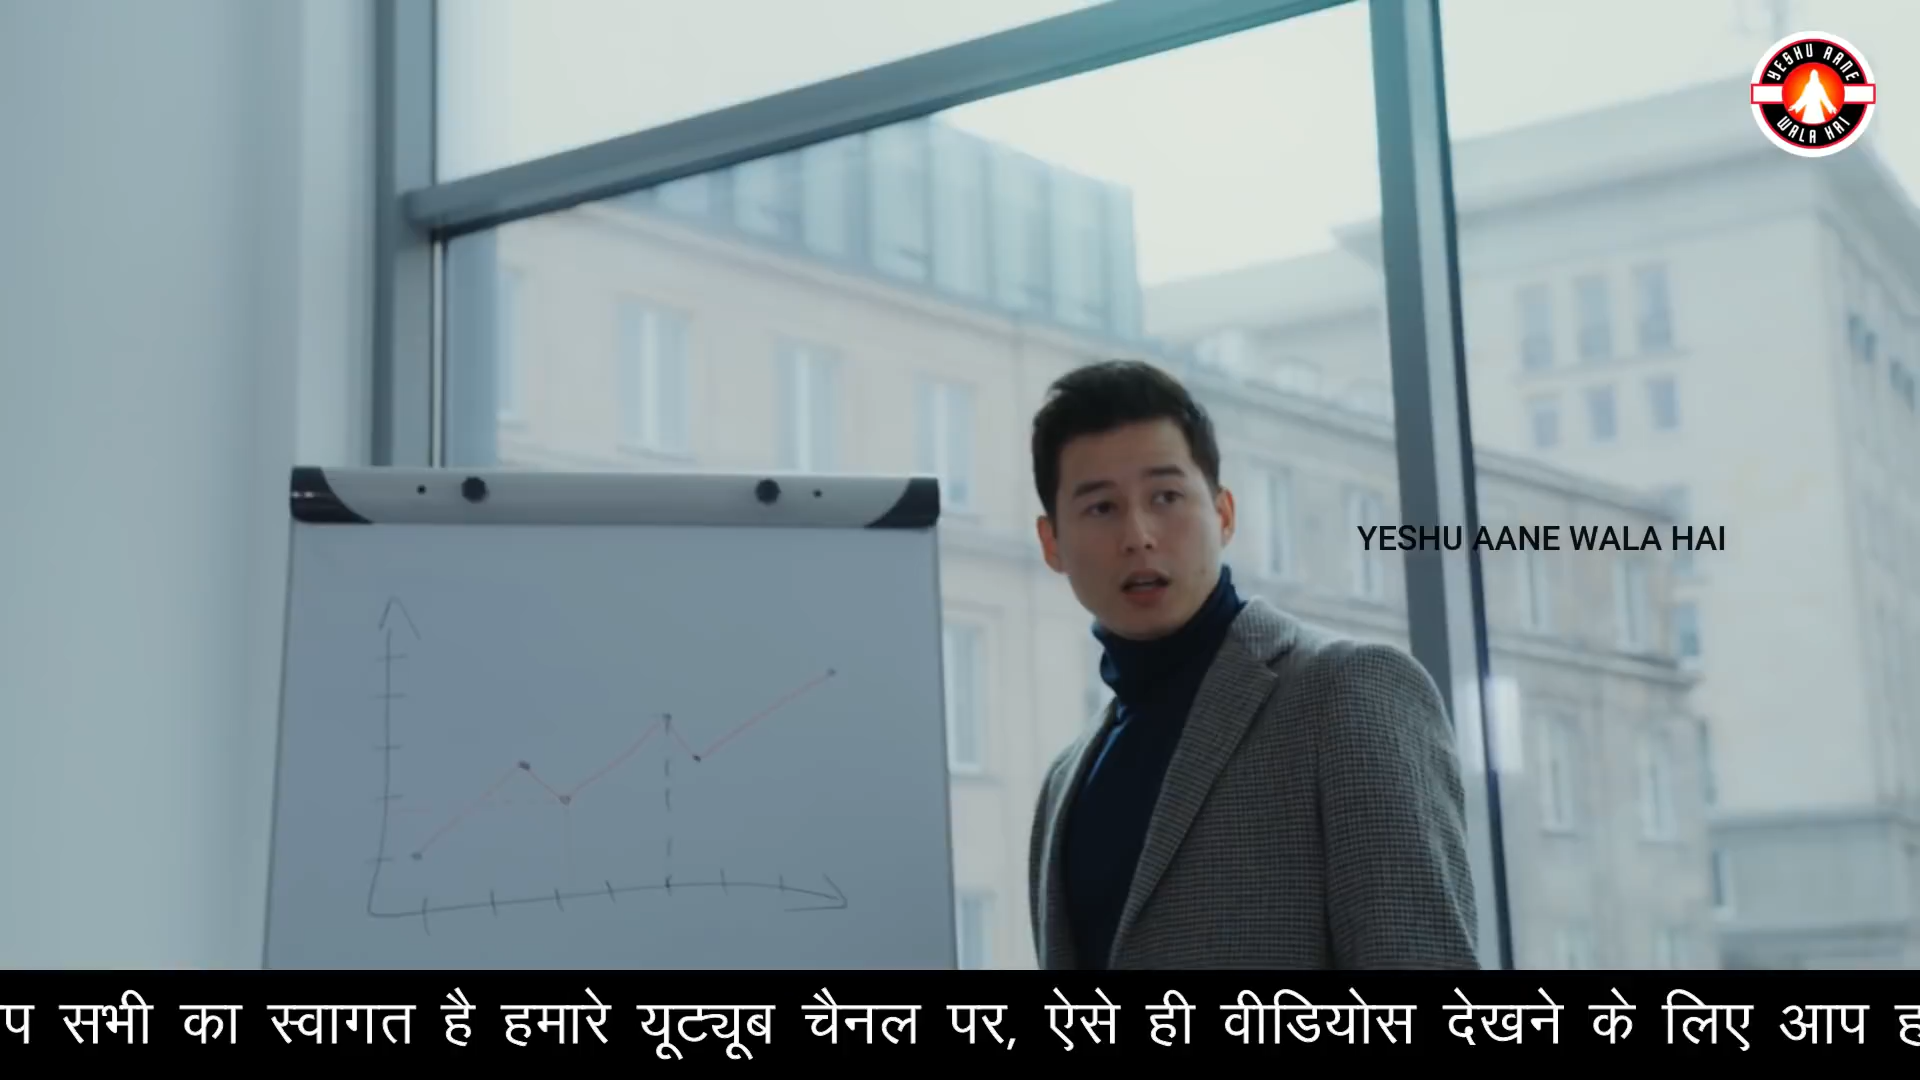 YESHU AANE
WALA HAI
YESHU AANE WALA HAI
सभी का स्वागत है हमारे यूट्यूब चैनल पर, ऐसे ही वीडियोस देखने के लिए आप